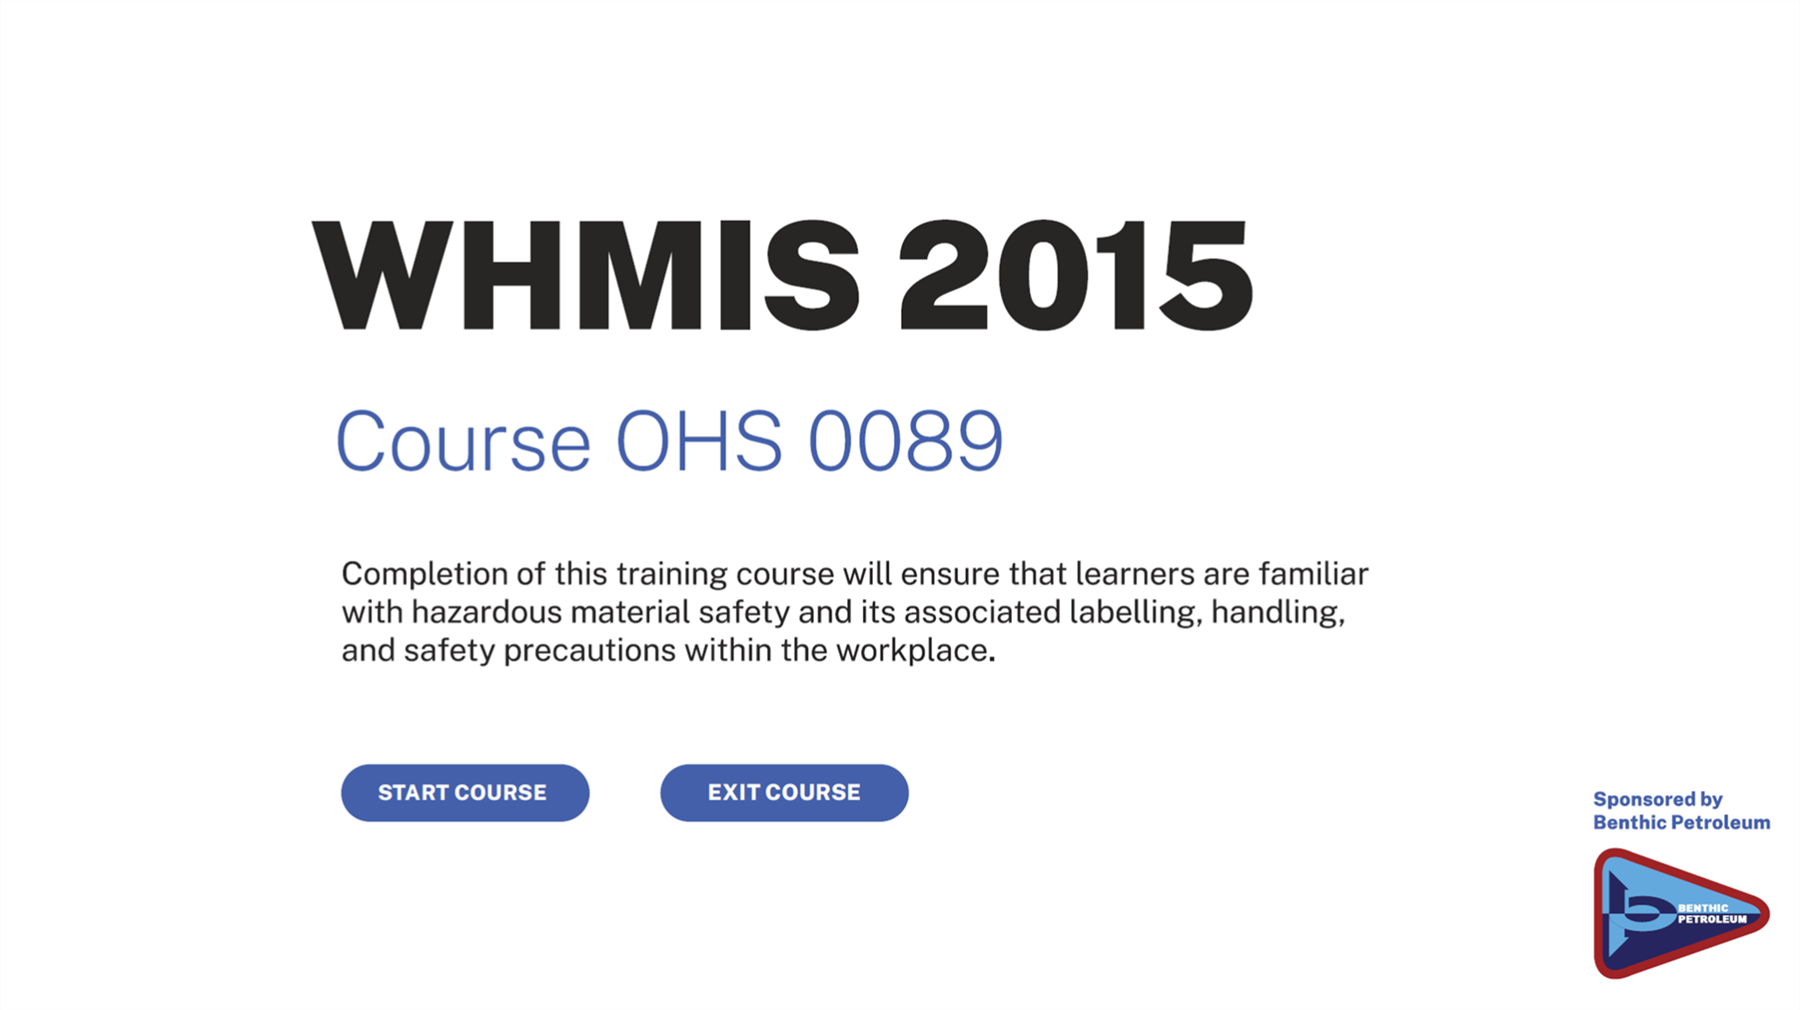 WHMIS 2015
Course OHS 0089
Completion of this training course will ensure that learners are familiar
with hazardous material safety and its associated labelling, handling,
and safety precautions within the workplace.
START COURSE
EXIT COURSE
Sponsored by
Benthic Petroleum
BENTHIC
PETROLEUM